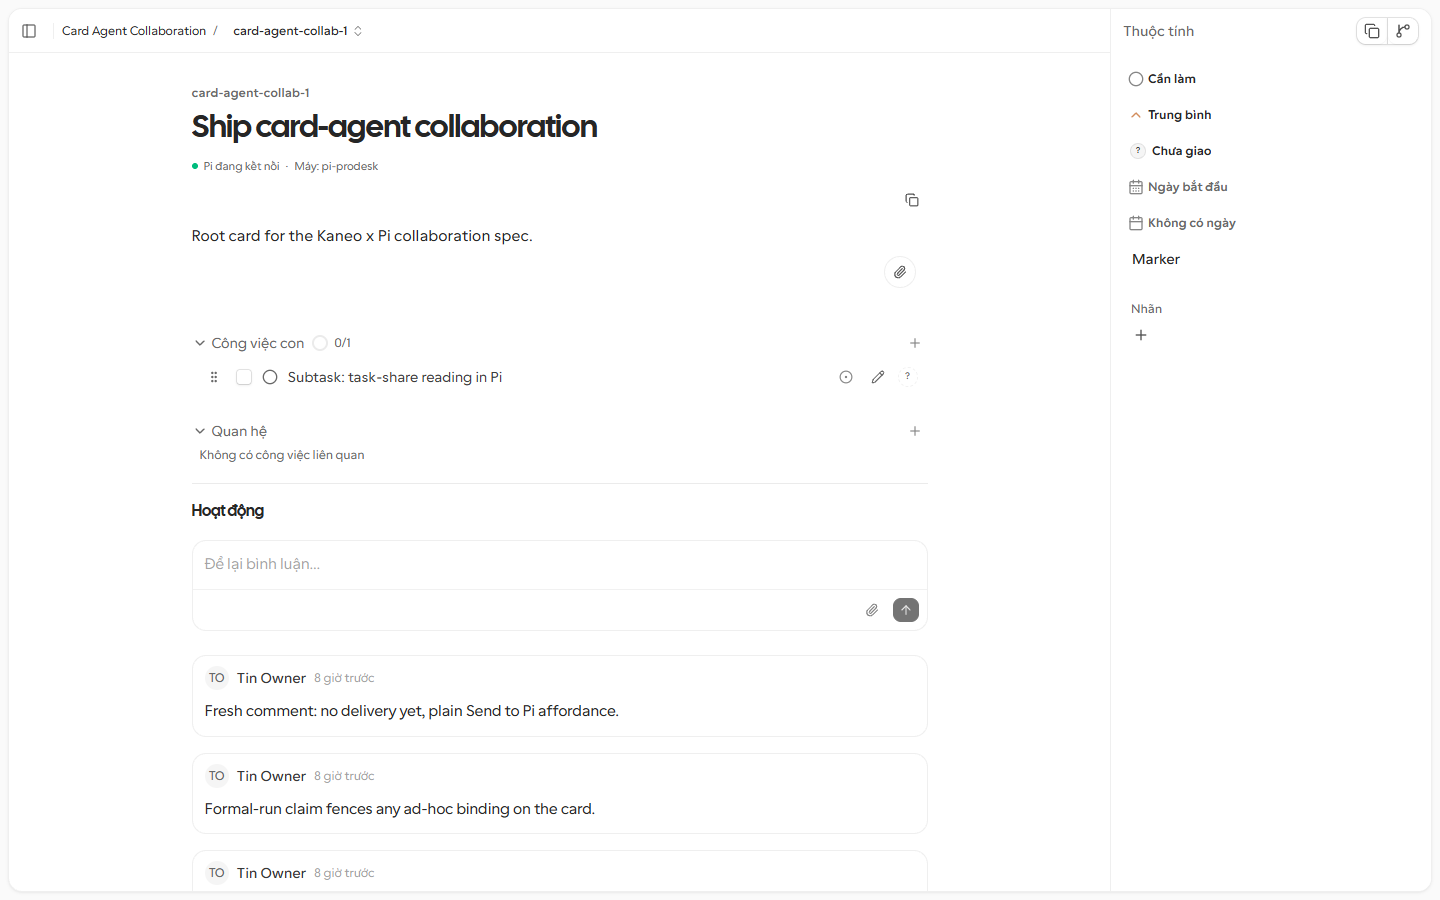 Card Agent Collaboration / card-agent-collab-1
Thuộc tính
card-agent-collab-1
Ship card-agent collaboration
Pi đang kết nối · Máy: pi-prodesk
Root card for the Kaneo x Pi collaboration spec.
Công việc con 0/1
Subtask: task-share reading in Pi ?
Quan hệ
Không có công việc liên quan
Hoạt động
Để lại bình luận...
TO Tin Owner 8 giờ trước
Fresh comment: no delivery yet, plain Send to Pi affordance.
TO Tin Owner 8 giờ trước
Formal-run claim fences any ad-hoc binding on the card.
TO Tin Owner 8 giờ trước
Cần làm
Trung bình
? Chưa giao
Ngày bắt đầu
Không có ngày
Marker
Nhãn